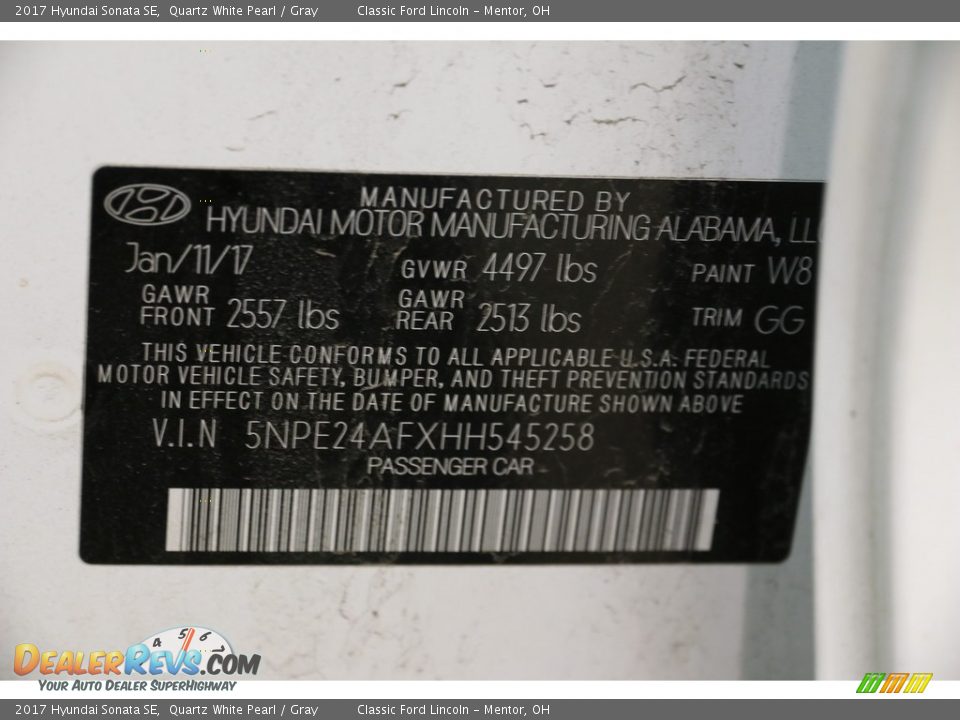 2017 Hyundai Sonata SE, Quartz White Pearl / Gray Classic Ford Lincoln – Mentor, OH
MANUFACTURED BY
HYUNDAI MOTOR MANUFACTURING ALABAMA, LL
Jan/11/17 GVWR 4497 lbs PAINT W8
GAWR FRONT 2557 lbs GAWR REAR 2513 lbs TRIM GG
THIS VEHICLE CONFORMS TO ALL APPLICABLE U.S.A. FEDERAL
MOTOR VEHICLE SAFETY, BUMPER, AND THEFT PREVENTION STANDARDS
IN EFFECT ON THE DATE OF MANUFACTURE SHOWN ABOVE
V.I.N 5NPE24AFXHH545258
PASSENGER CAR
4 5 6 7
DEALERREVS.COM
YOUR AUTO DEALER SUPERHIGHWAY
2017 Hyundai Sonata SE, Quartz White Pearl / Gray Classic Ford Lincoln – Mentor, OH